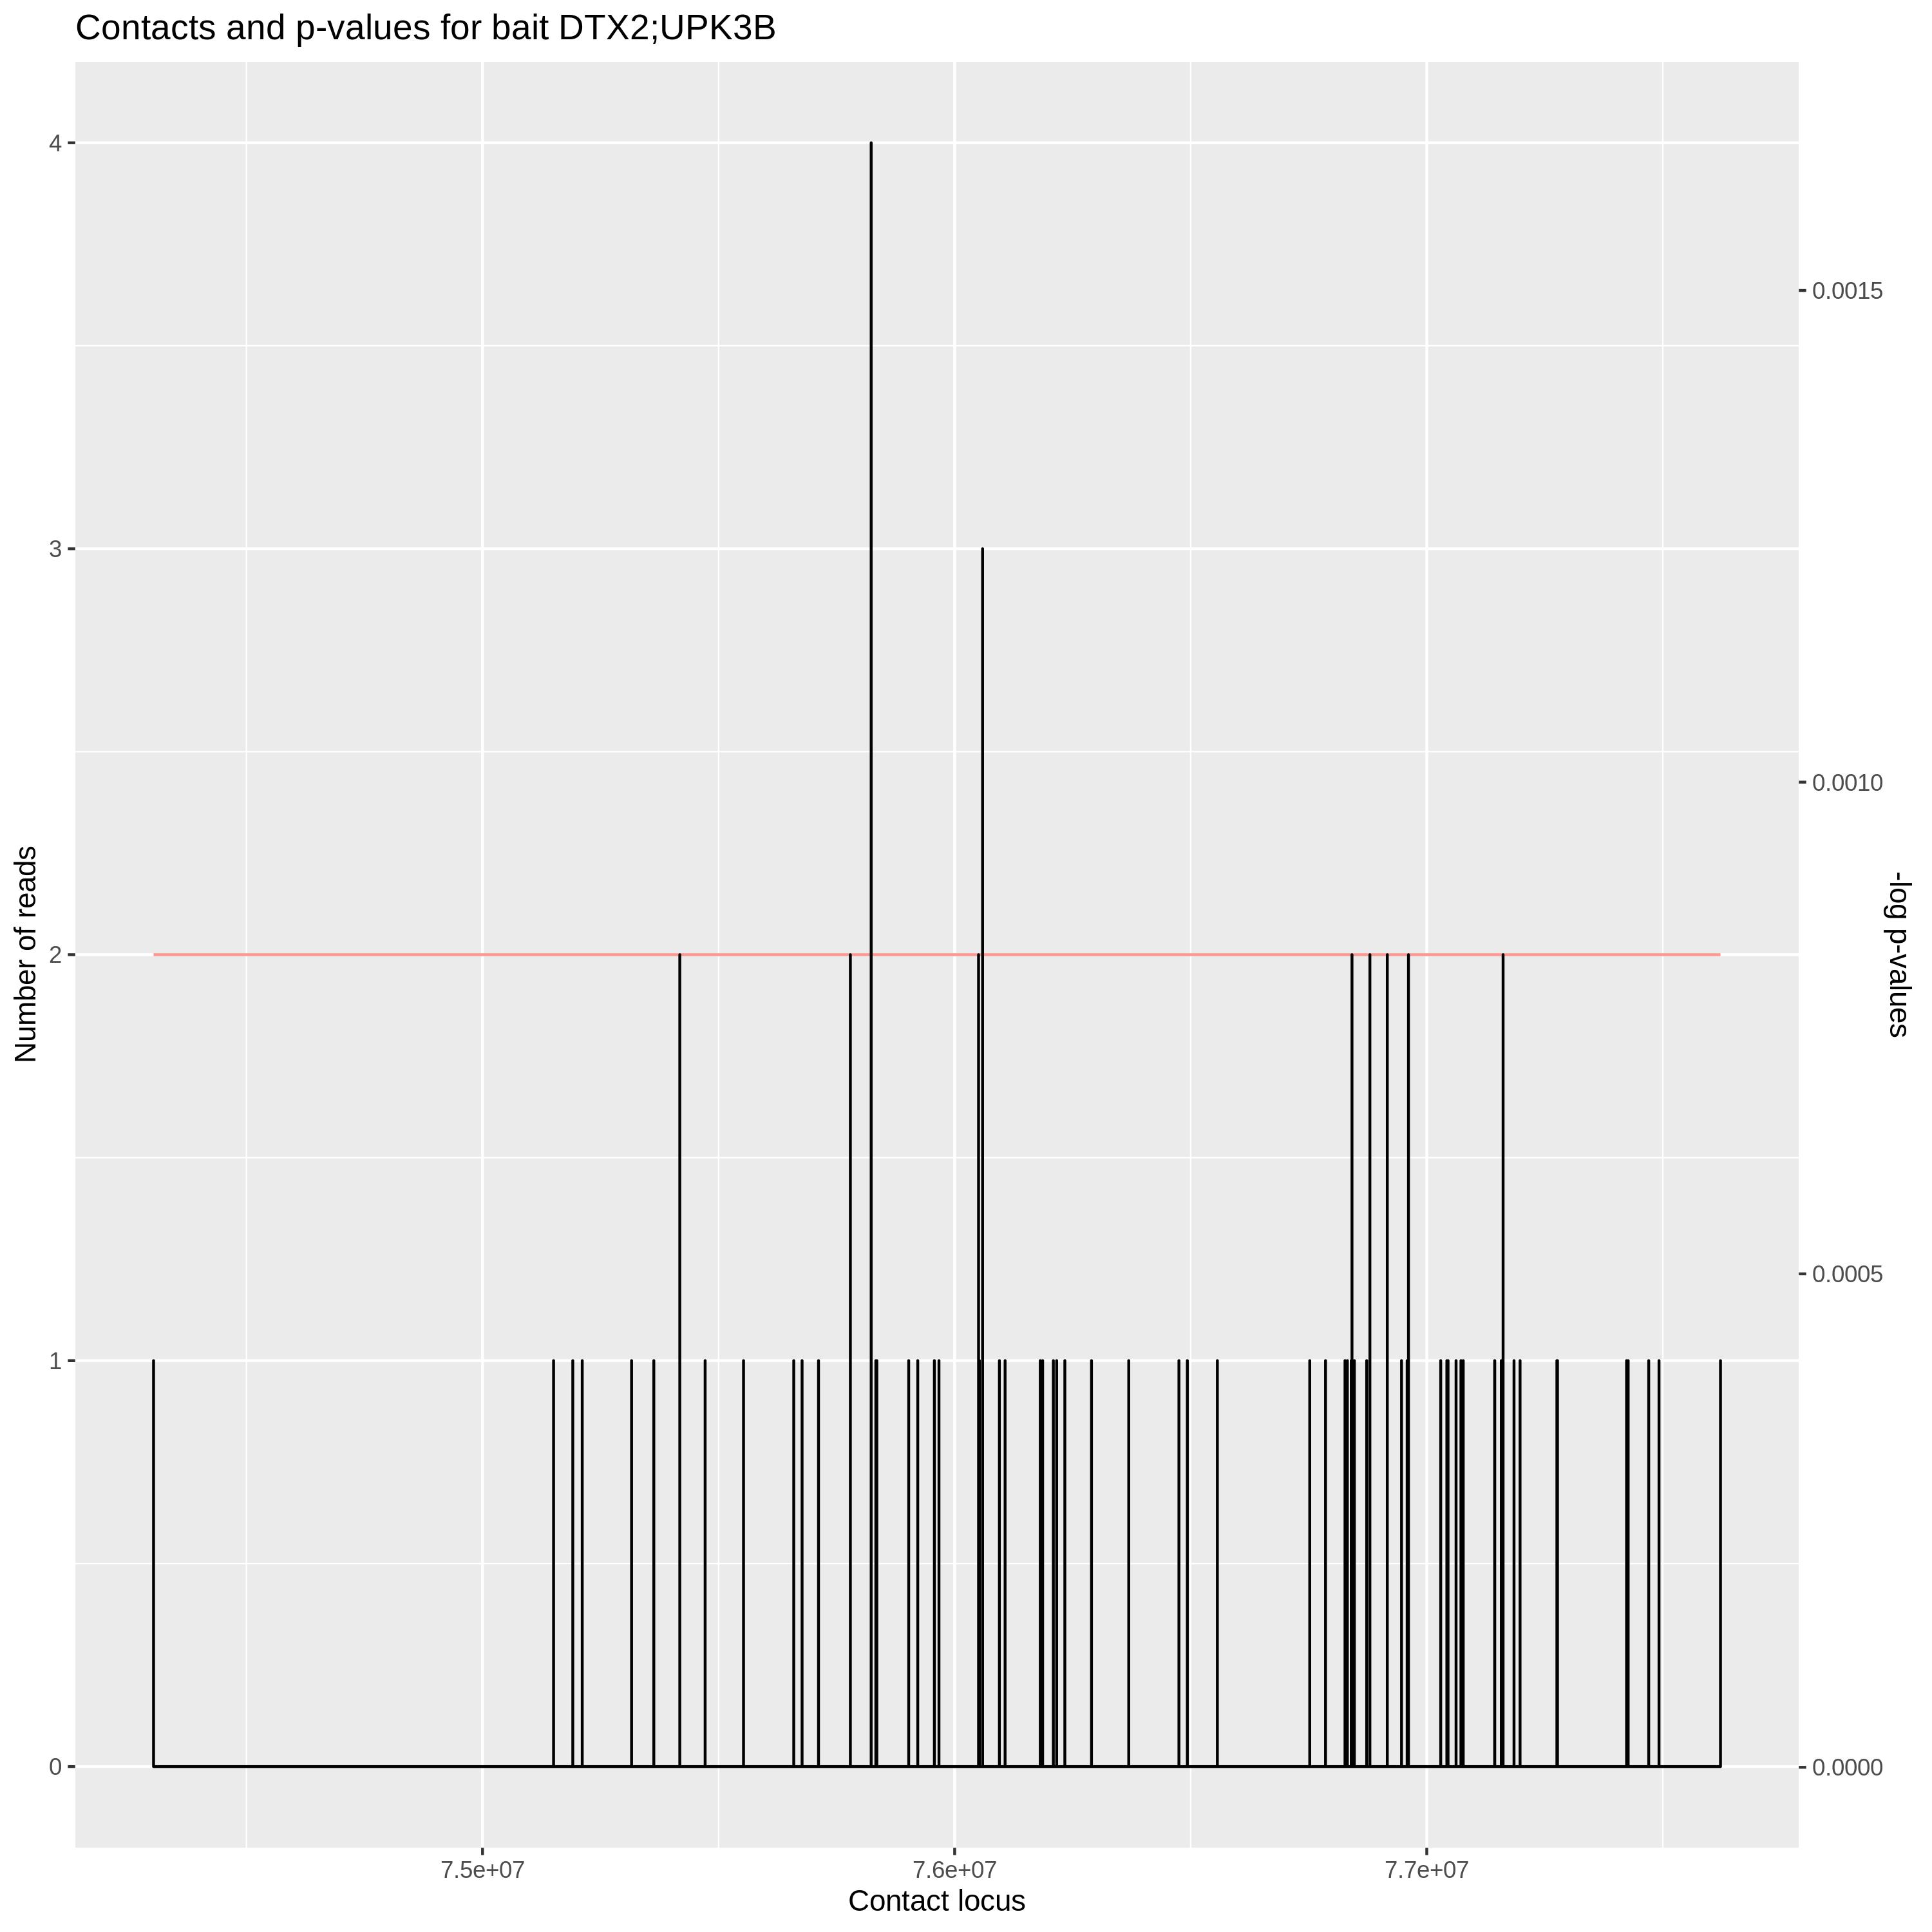 Contacts and p-values for bait DTX2;UPK3B
4
3
2
1
0
Number of reads
0.0015
0.0010
0.0005
0.0000
-log p-values
7.5e+07
7.6e+07
7.7e+07
Contact locus